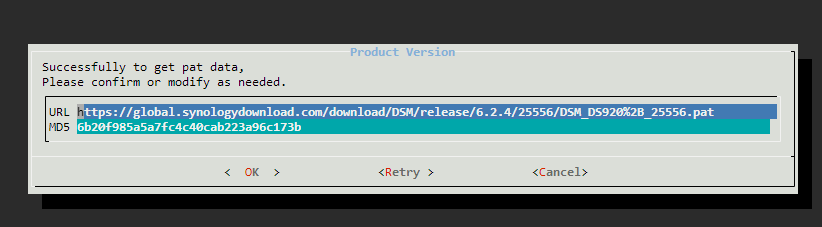 Product Version
Successfully to get pat data,
Please confirm or modify as needed.
URL https://global.synologydownload.com/download/DSM/release/6.2.4/25556/DSM_DS920%2B_25556.pat
MD5 6b20f985a5a7fc4c40cab223a96c173b
< OK > <Retry > <Cancel>